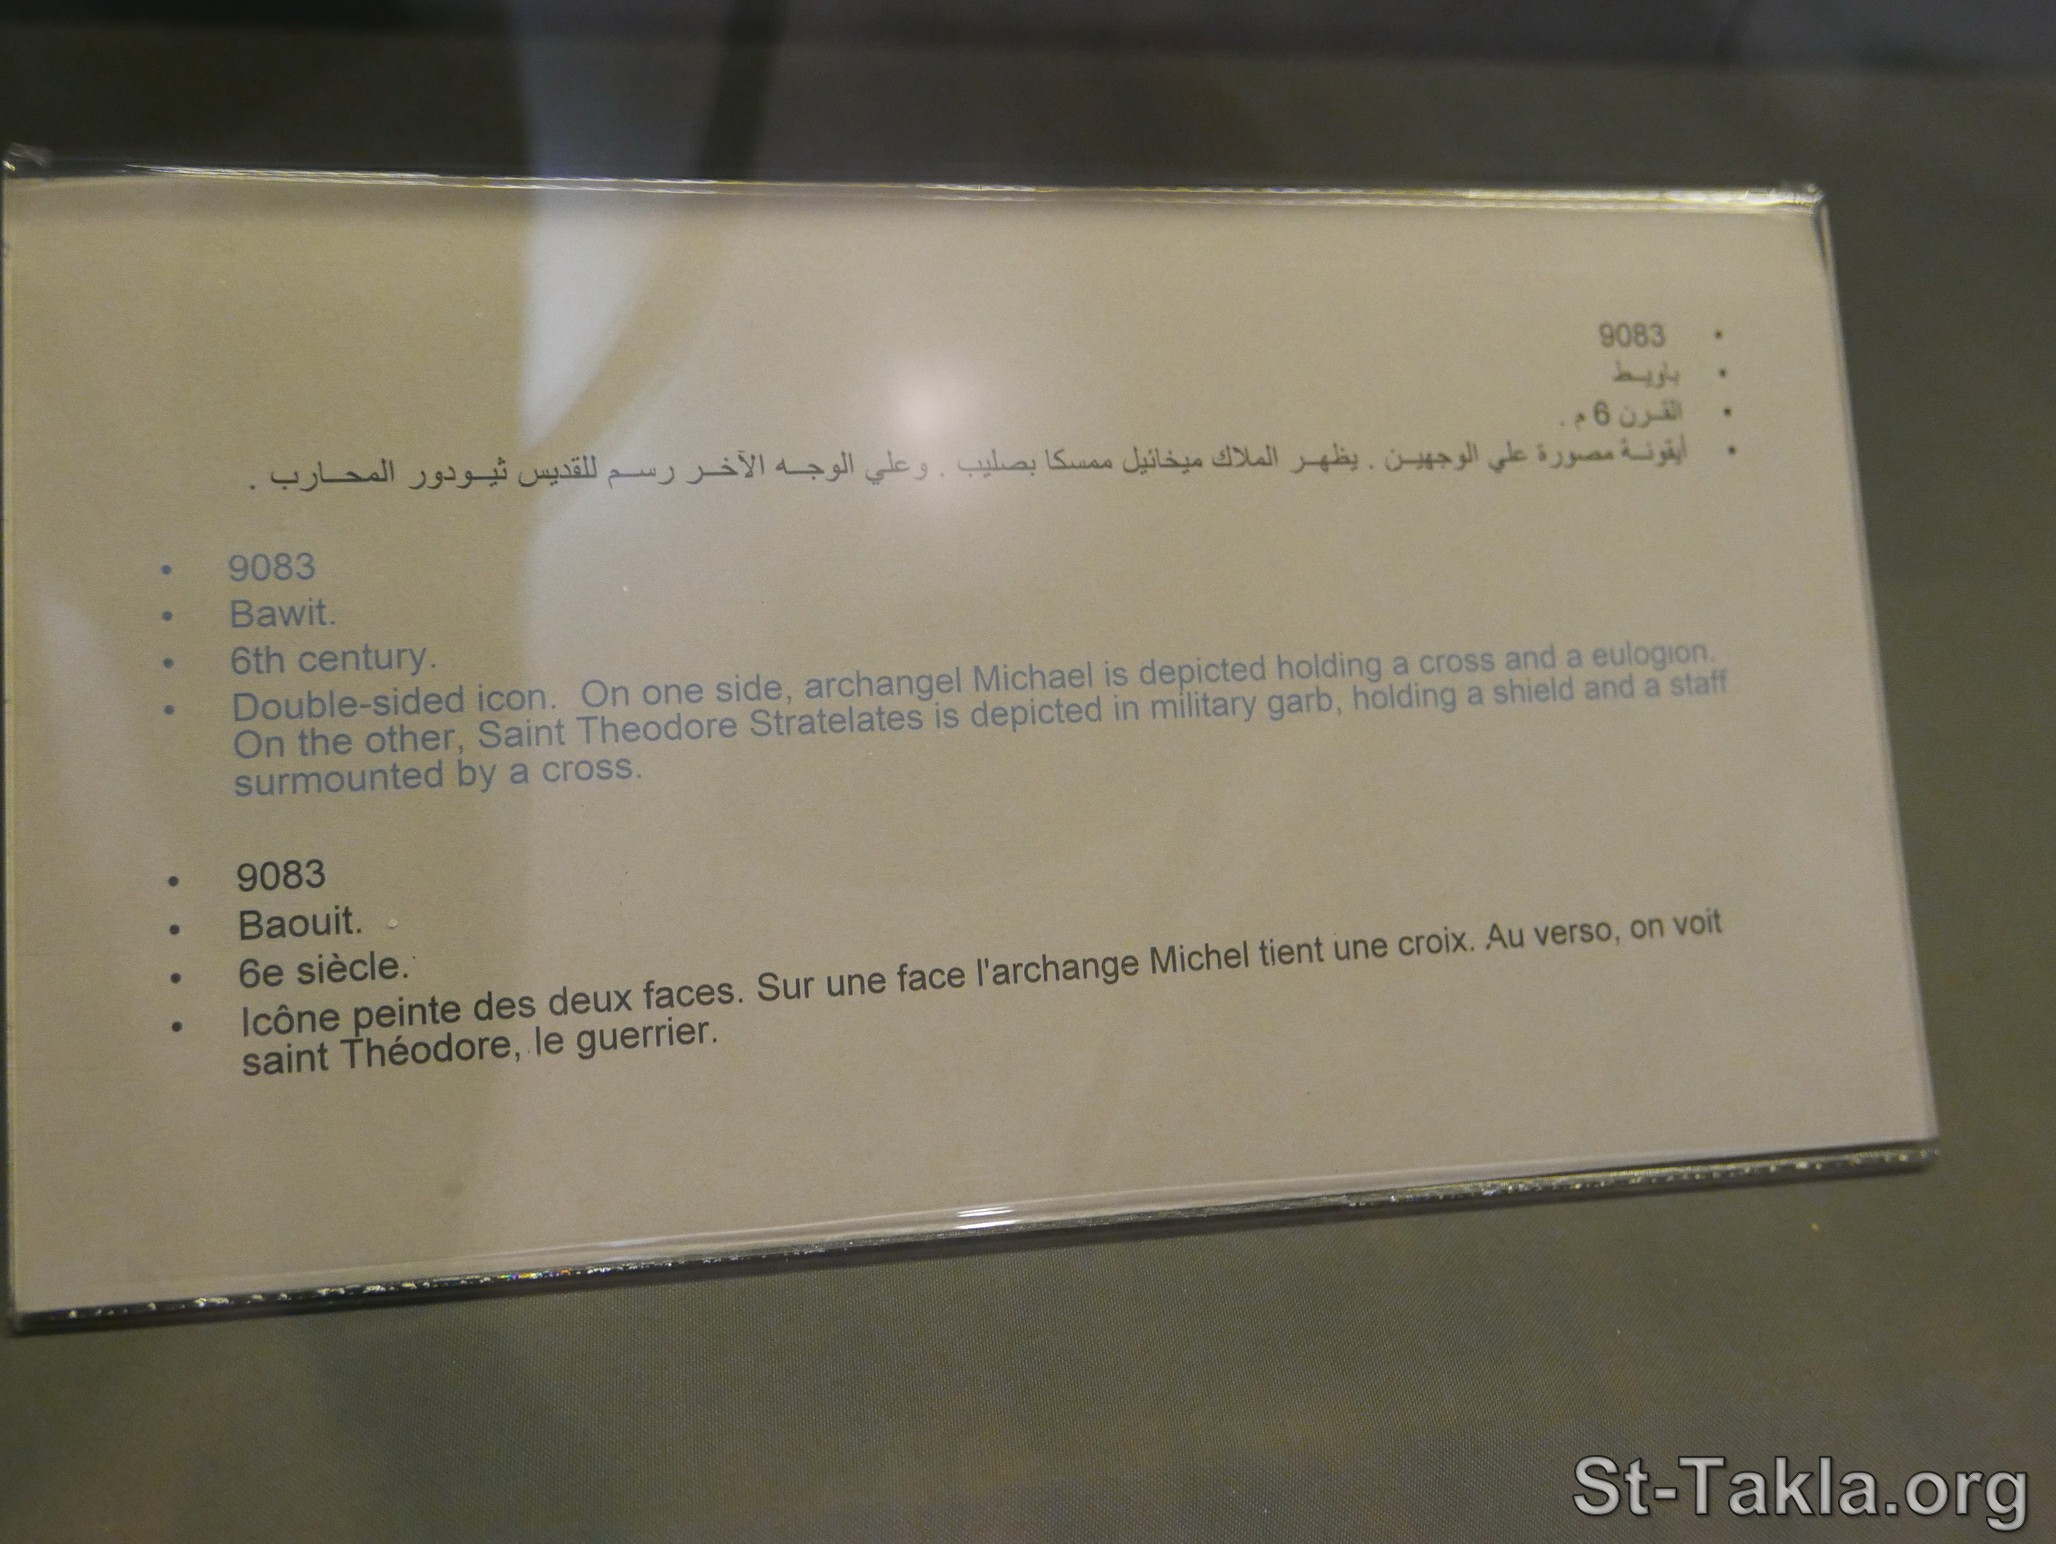 • 9083
• باويط
• القرن 6 م .
• أيقونة مصورة علي الوجهين . يظهر الملاك ميخائيل ممسكا بصليب . وعلي الوجه الآخر رسم للقديس ثيودور المحارب .
• 9083
• Bawit.
• 6th century.
• Double-sided icon. On one side, archangel Michael is depicted holding a cross and a eulogion.
On the other, Saint Theodore Stratelates is depicted in military garb, holding a shield and a staff
surmounted by a cross.
• 9083
• Baouit.
• 6e siècle.
• Icône peinte des deux faces. Sur une face l'archange Michel tient une croix. Au verso, on voit
saint Théodore, le guerrier.
St-Takla.org